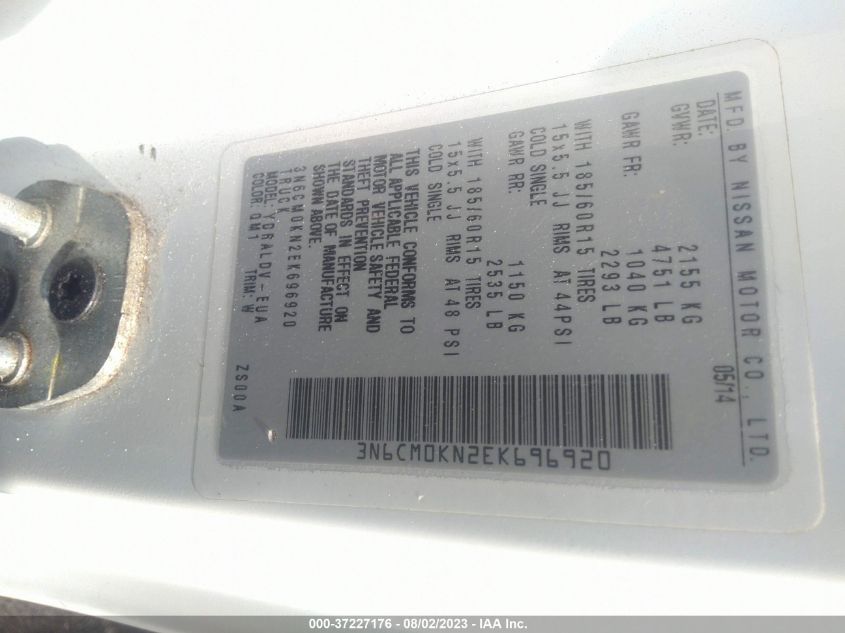 MFD. BY NISSAN MOTOR CO., LTD.
DATE: 05/14
GVWR: 2155 KG
4751 LB
GAWR FR: 1040 KG
2293 LB
WITH 185/60R15 TIRES
15x5.5 JJ RIMS AT 44PSI
COLD SINGLE
GAWR RR: 1150 KG
2535 LB
WITH 185/60R15 TIRES
15x5.5 JJ RIMS AT 48 PSI
COLD SINGLE
THIS VEHICLE CONFORMS TO
ALL APPLICABLE FEDERAL
MOTOR VEHICLE SAFETY AND
THEFT PREVENTION
STANDARDS IN EFFECT ON
THE DATE OF MANUFACTURE
SHOWN ABOVE.
3N6CM0KN2EK696920
TRUCK
MODEL: YDRALDV-EUA
COLOR: QM1 TRIM: W
ZS00A
3N6CM0KN2EK696920
000-37227176 | 08/02/2023 - IAA Inc.